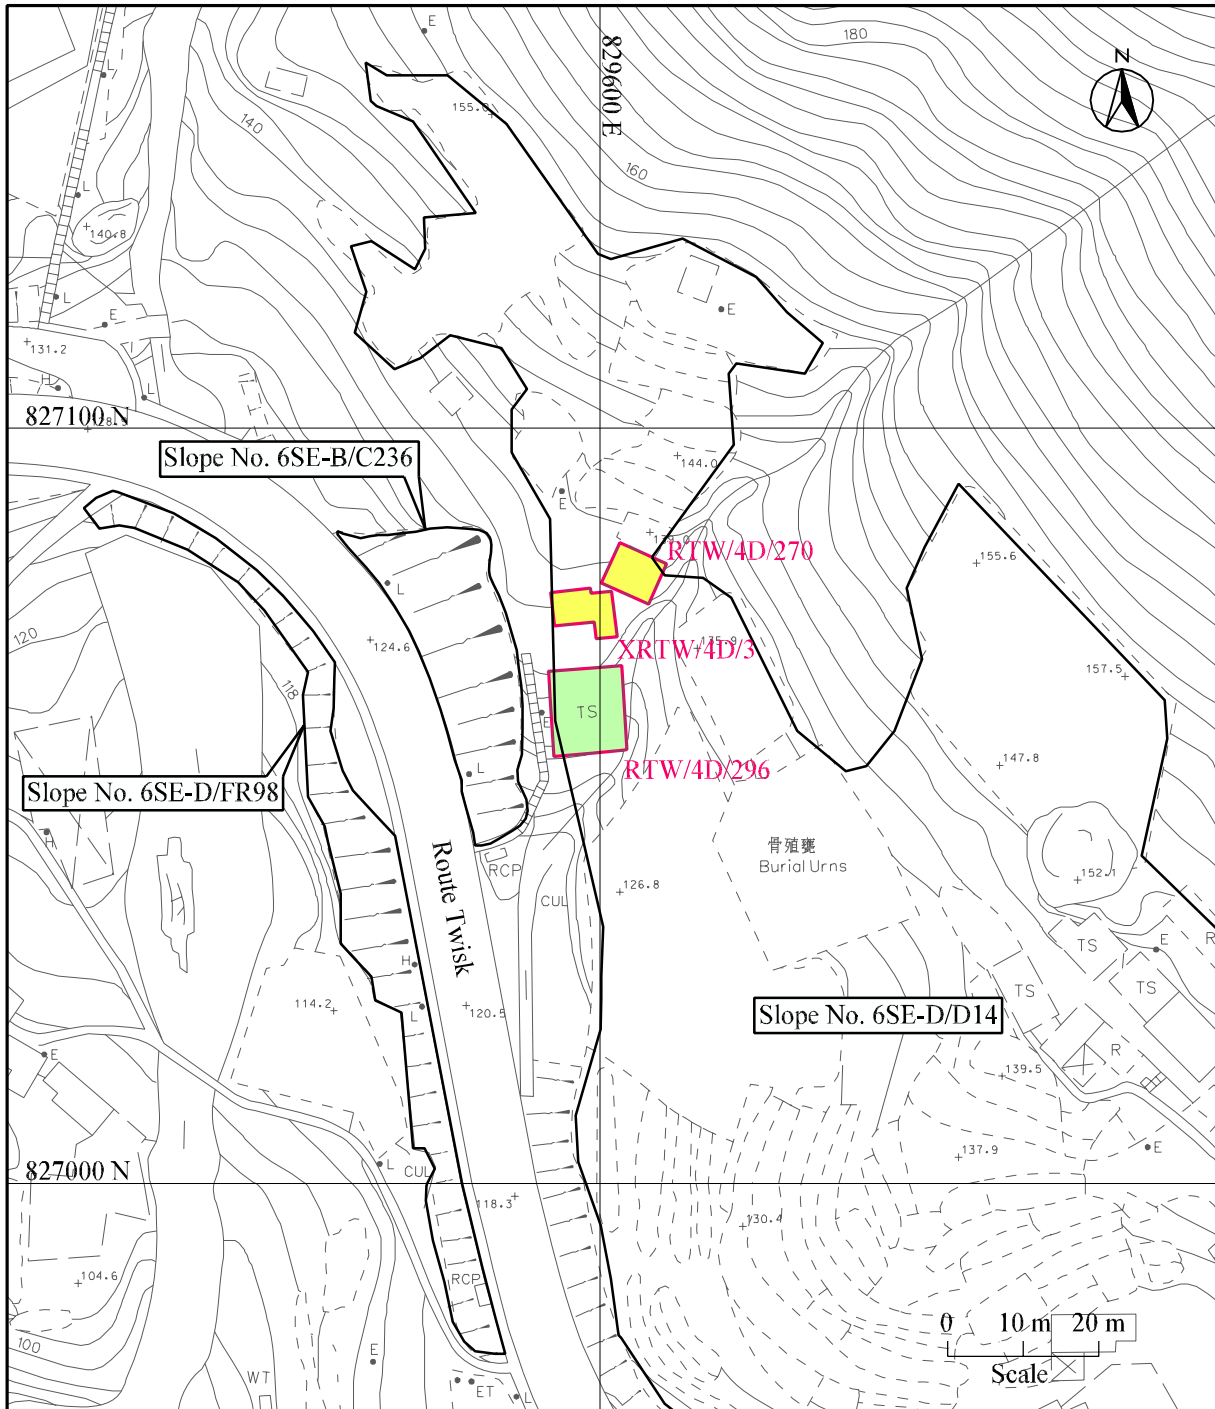 E
180
N
L
829600 E
155.0
140
160
L
140.8
L
E
E
131.2
H
L
827100 N
Slope No. 6SE-B/C236
144.0
E
RTW/4D/270
155.6
L
120
124.6
XRTW/4D/3
135.9
118
157.5
TS
E
147.8
L
RTW/4D/296
Slope No. 6SE-D/FR98
H
骨殖甕
Burial Urns
Route Twisk
RCP
CUL
126.8
152.1
TS
E
R
H
TS
TS
114.2
L
120.5
Slope No. 6SE-D/D14
E
R
139.5
E
137.9
L
CUL
827000 N
118.3
130.4
RCP
104.6
0 10 m 20 m
Scale
100
E
WT
ET
L